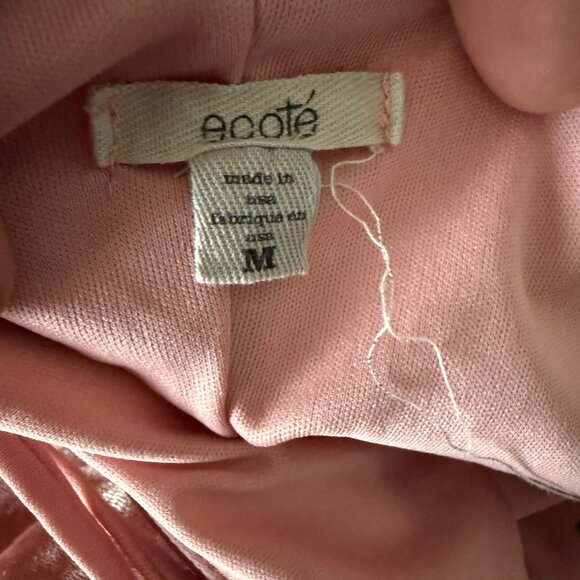 ecoté
made in
usa
fabriqué en
usa
M